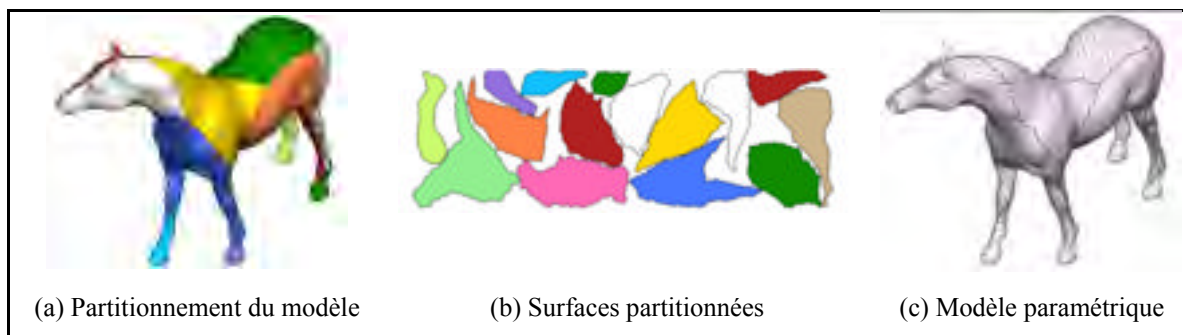 (a) Partitionnement du modèle
(b) Surfaces partitionnées
(c) Modèle paramétrique